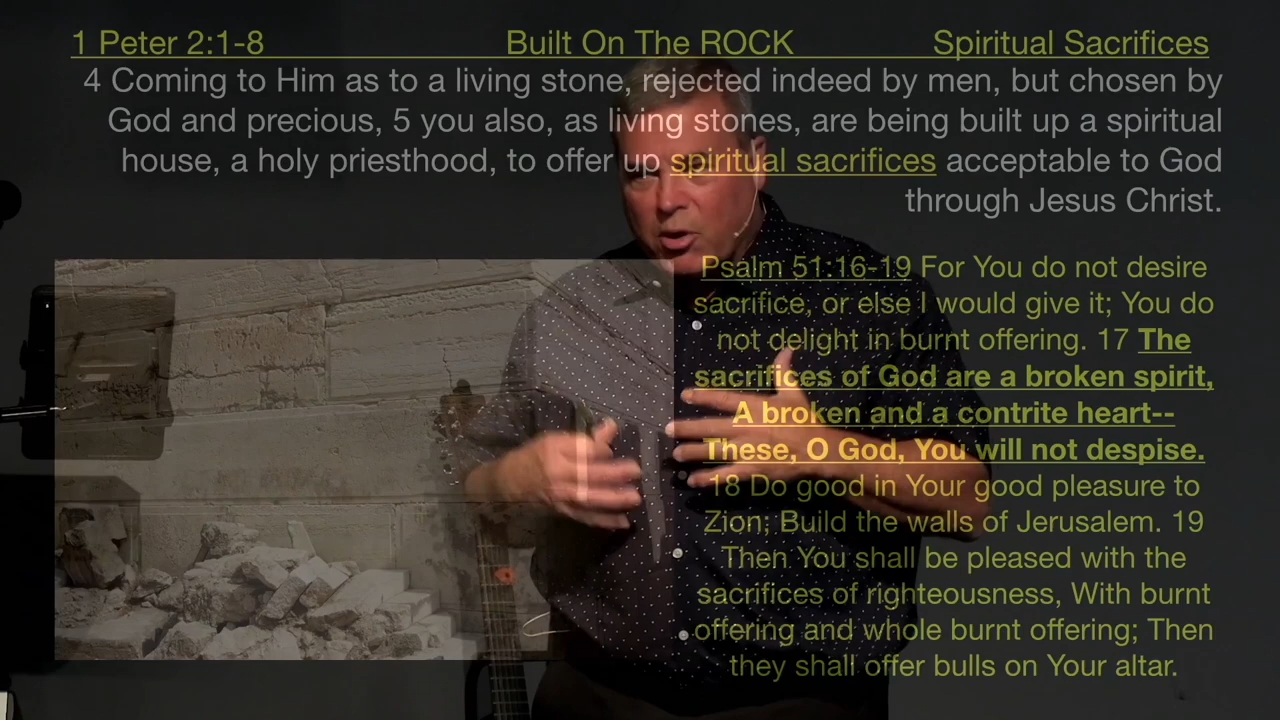 1 Peter 2:1-8 Built On The ROCK Spiritual Sacrifices
4 Coming to Him as to a living stone, rejected indeed by men, but chosen by
God and precious, 5 you also, as living stones, are being built up a spiritual
house, a holy priesthood, to offer up spiritual sacrifices acceptable to God
through Jesus Christ.
Psalm 51:16-19 For You do not desire
sacrifice, or else I would give it; You do
not delight in burnt offering. 17 The
sacrifices of God are a broken spirit,
A broken and a contrite heart--
These, O God, You will not despise.
18 Do good in Your good pleasure to
Zion; Build the walls of Jerusalem. 19
Then You shall be pleased with the
sacrifices of righteousness, With burnt
offering and whole burnt offering; Then
they shall offer bulls on Your altar.